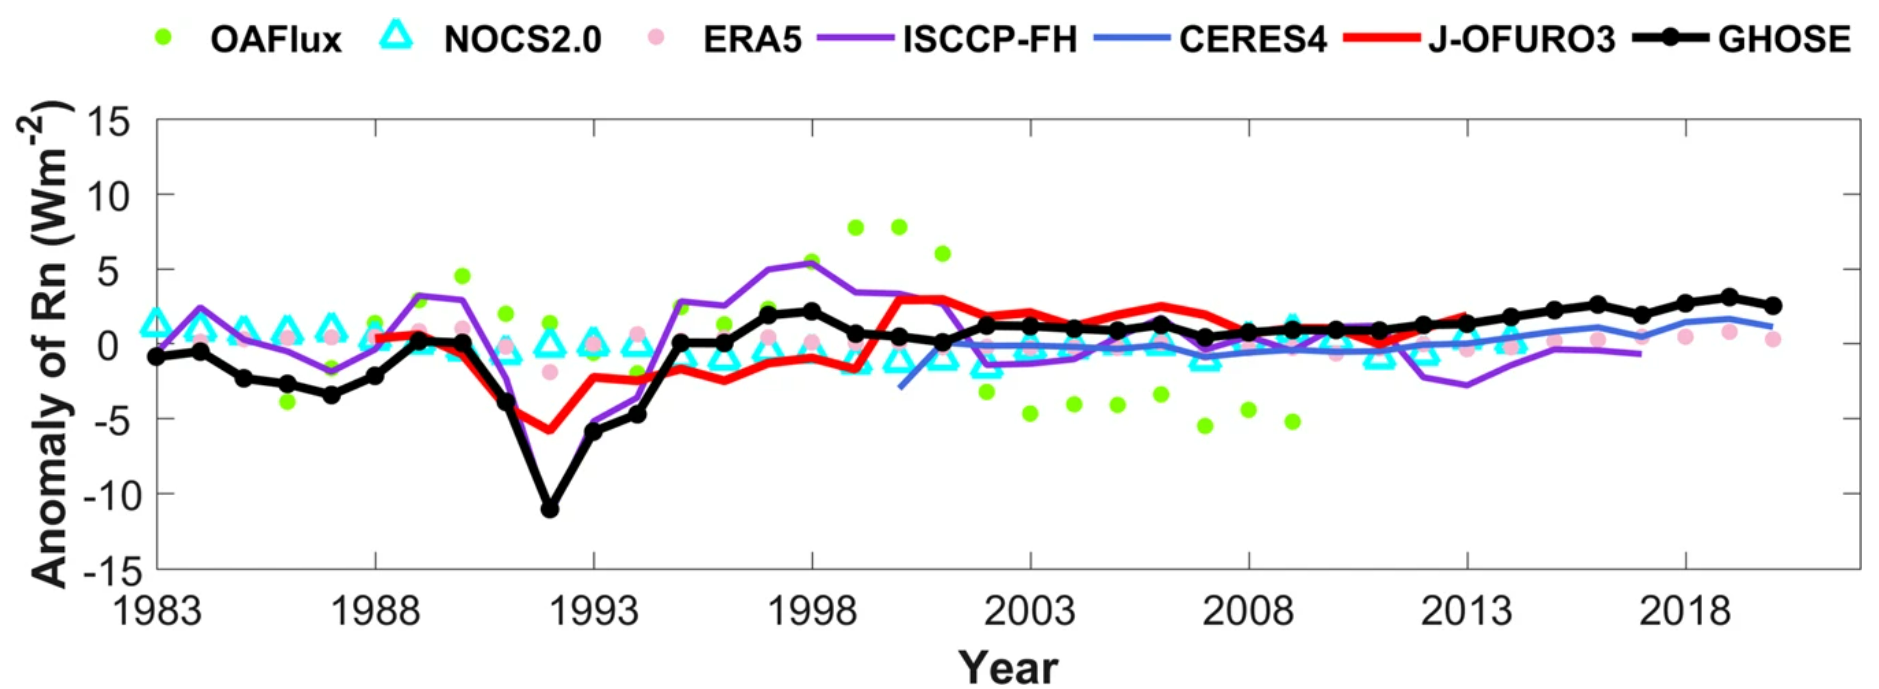 OAFlux NOCS2.0 ERA5 ISCCP-FH CERES4 J-OFURO3 GHOSE
Anomaly of Rn (Wm⁻²)
15
10
5
0
-5
-10
-15
1983 1988 1993 1998 2003 2008 2013 2018
Year